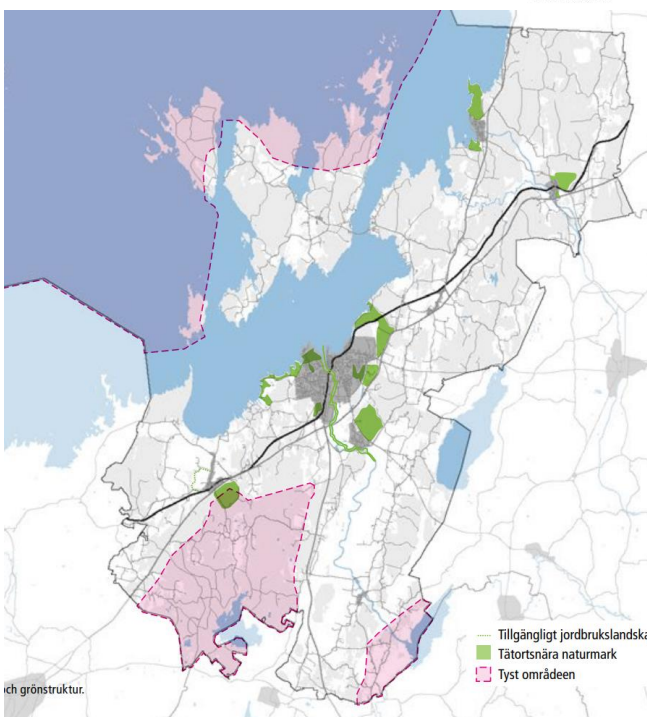 Tillgängligt jordbrukslandska
Tätortsnära naturmark
Tyst områdeen
och grönstruktur.